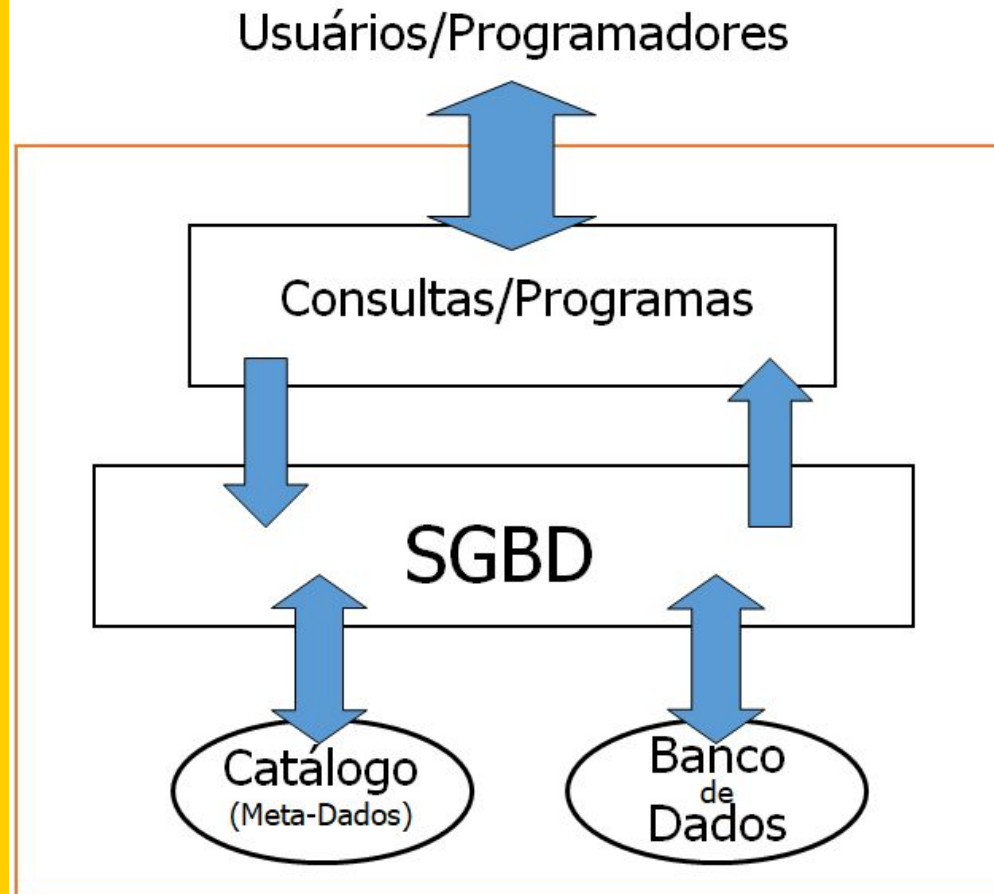 Usuários/Programadores
Consultas/Programas
SGBD
Catálogo
(Meta-Dados)
Banco
de
Dados